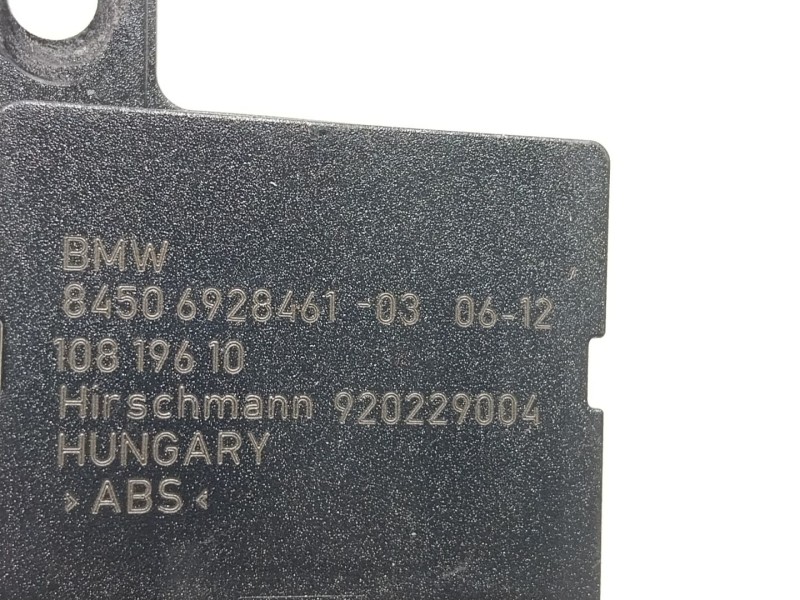 BMW
8450 6928461 -03 06-12
108 196 10
Hirschmann 920229004
HUNGARY
>ABS<